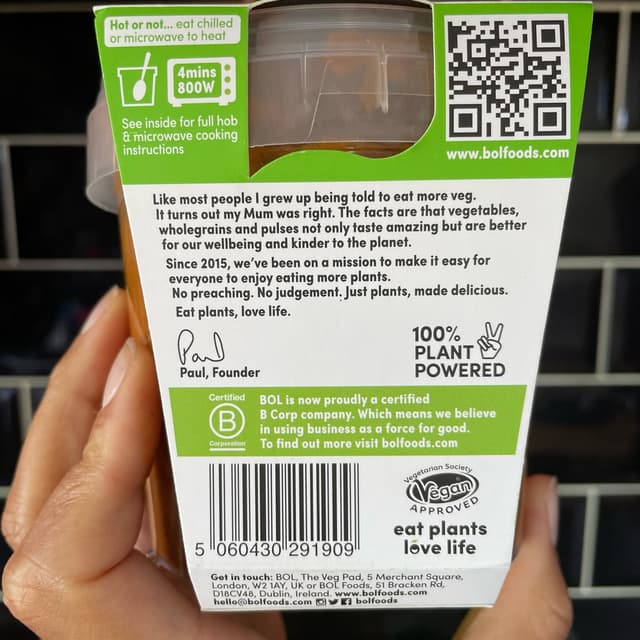 Hot or not... eat chilled
or microwave to heat
4mins
800W
See inside for full hob
& microwave cooking
instructions
www.bolfoods.com
Like most people I grew up being told to eat more veg.
It turns out my Mum was right. The facts are that vegetables,
wholegrains and pulses not only taste amazing but are better
for our wellbeing and kinder to the planet.
Since 2015, we've been on a mission to make it easy for
everyone to enjoy eating more plants.
No preaching. No judgement. Just plants, made delicious.
Eat plants, love life.
Paul
Paul, Founder
100%
PLANT
POWERED
Certified
B
Corporation
BOL is now proudly a certified
B Corp company. Which means we believe
in using business as a force for good.
To find out more visit bolfoods.com
5 060430 291909
Vegetarian Society
Vegan
APPROVED
eat plants
love life
Get in touch: BOL, The Veg Pad, 5 Merchant Square,
London, W2 1AY, UK or BOL Foods, 51 Bracken Rd,
D18CV48, Dublin, Ireland. www.bolfoods.com
hello@bolfoods.com bolfoods